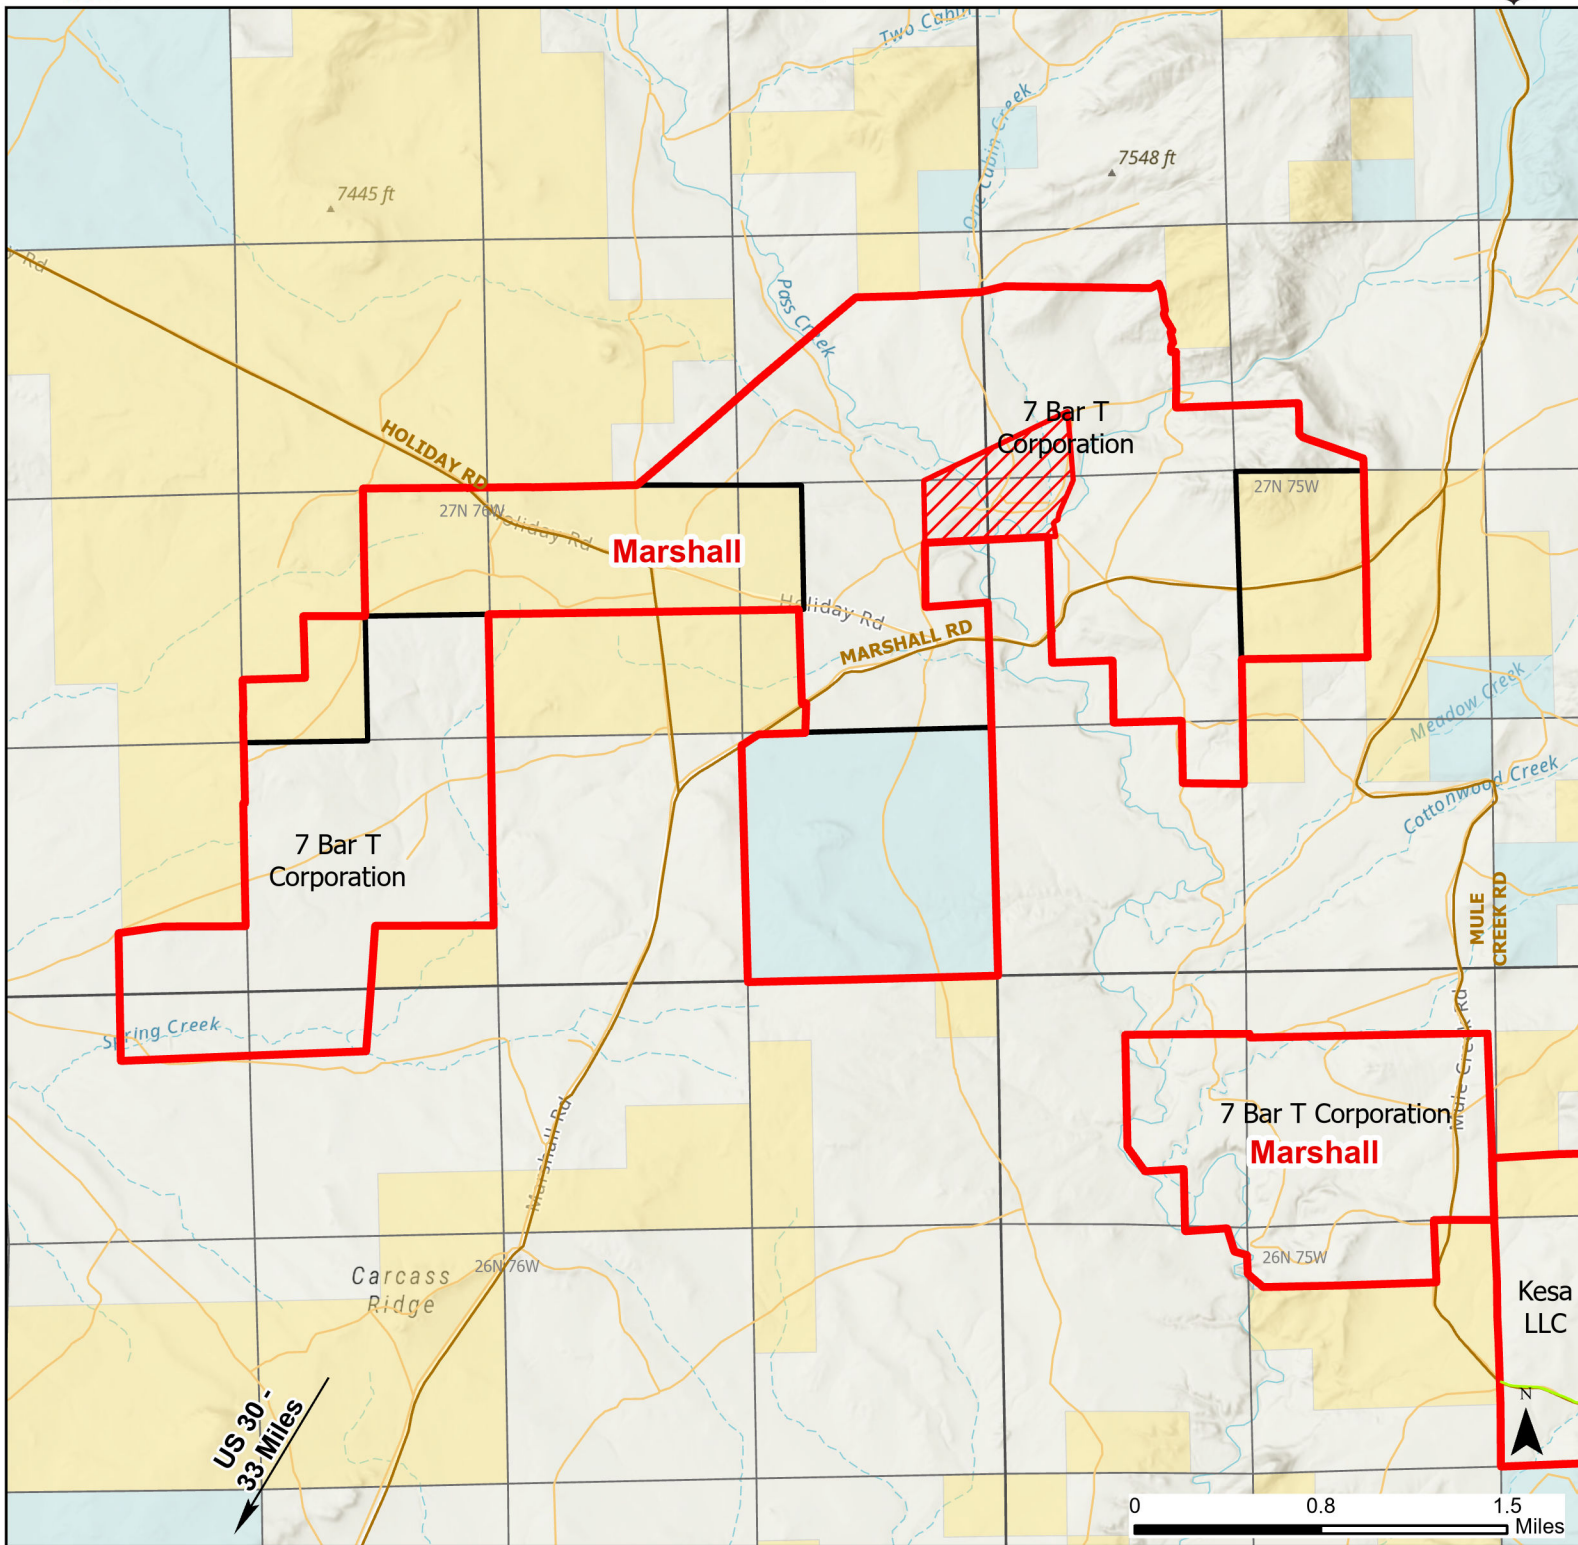 Two Cabin
One Cabin Creek
7548 ft
7445 ft
y Rd
Pass Creek
7 Bar T
Corporation
HOLIDAY RD
27N 76W
Holiday Rd
27N 75W
Marshall
Holiday Rd
MARSHALL RD
Meadow Creek
Cottonwood Creek
7 Bar T
Corporation
MULE
CREEK RD
Spring Creek
Mule Creek Rd
7 Bar T Corporation
Marshall
Marshall Rd
26N 76W
26N 75W
Carcass
Ridge
Kesa
LLC
US 30 -
33 Miles
N
0 0.8 1.5
Miles